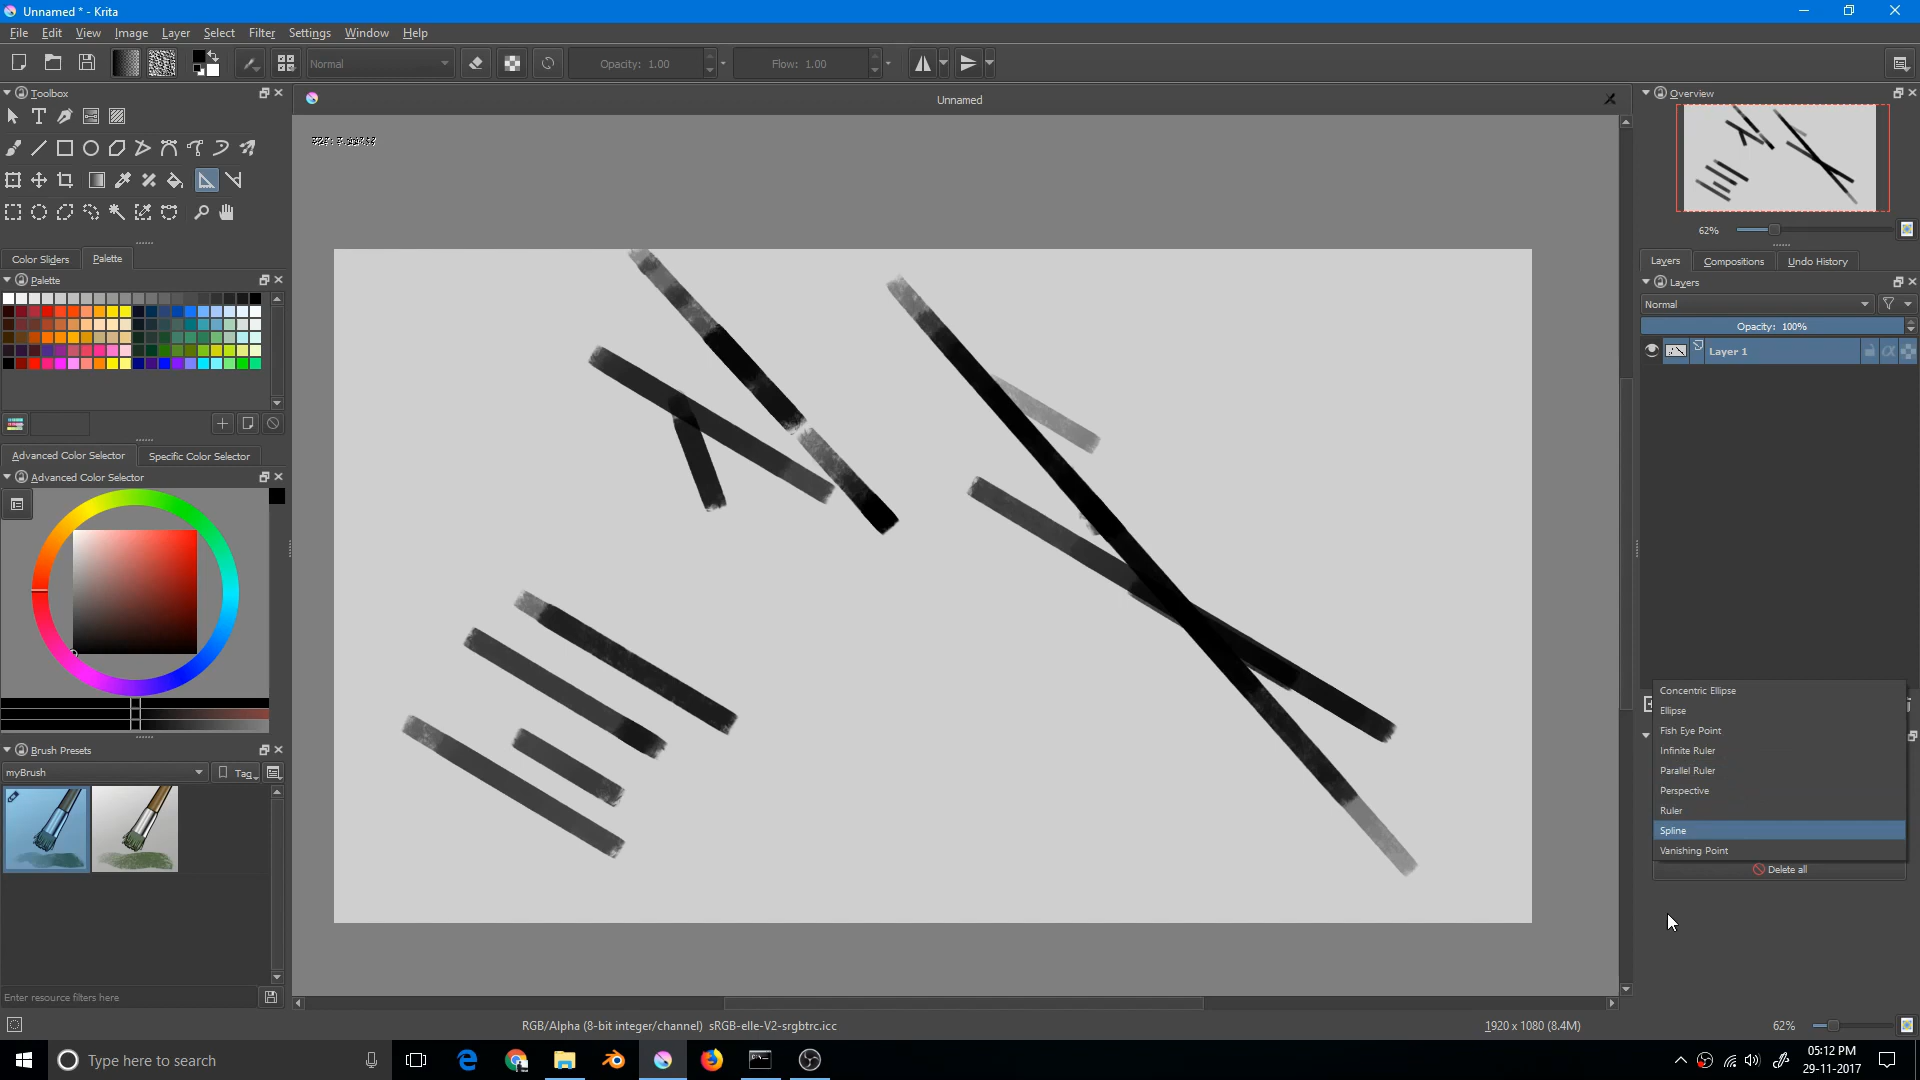 Unnamed * - Krita
File Edit View Image Layer Select Filter Settings Window Help
Normal
Opacity: 1.00
Flow: 1.00
Toolbox
Unnamed
Overview
62%
Color Sliders
Palette
Palette
Layers
Compositions
Undo History
Layers
Normal
Opacity: 100%
Layer 1
Advanced Color Selector
Specific Color Selector
Advanced Color Selector
Concentric Ellipse
Ellipse
Fish Eye Point
Infinite Ruler
Parallel Ruler
Perspective
Ruler
Spline
Vanishing Point
Delete all
Brush Presets
myBrush
Tag
Enter resource filters here
RGB/Alpha (8-bit integer/channel) sRGB-elle-V2-srgbtrc.icc
1920 x 1080 (8.4M)
62%
Type here to search
05:12 PM
29-11-2017